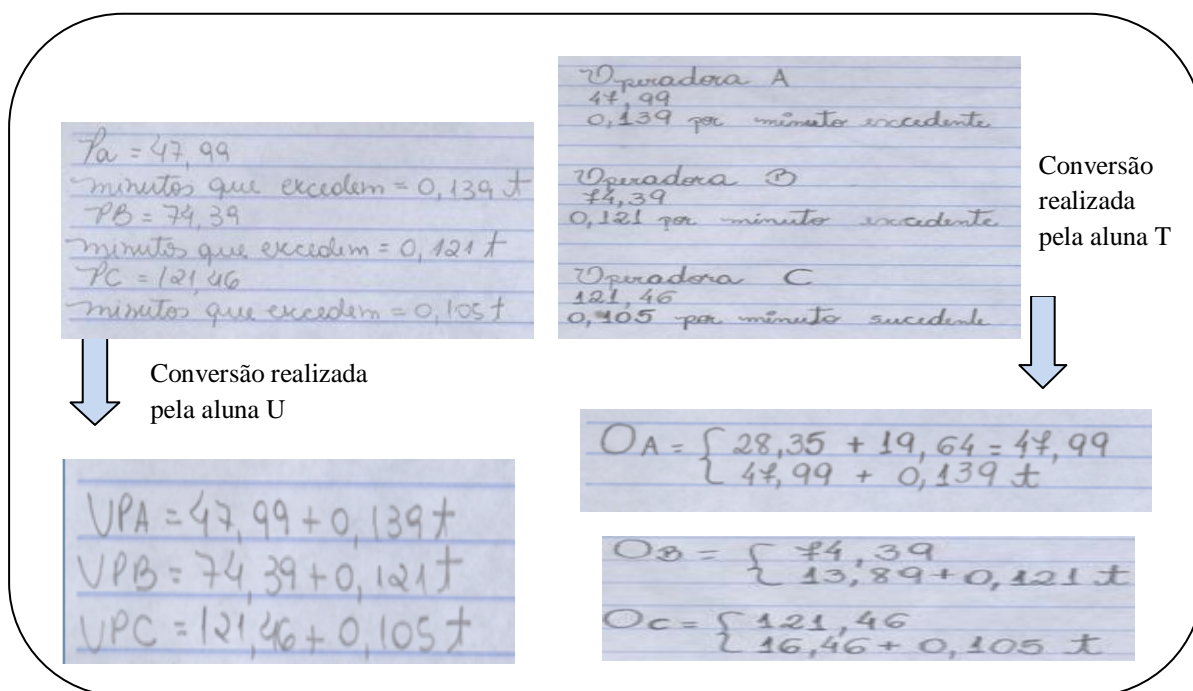 Pa = 47,99
minutos que excedem = 0,139 t
PB = 74,39
minutos que excedem = 0,121 t
PC = 121,46
minutos que excedem = 0,105 t
Conversão realizada
pela aluna U
VPA = 47,99 + 0,139 t
VPB = 74,39 + 0,121 t
VPC = 121,46 + 0,105 t
Operadora A
47,99
0,139 por minuto excedente
Operadora B
74,39
0,121 por minuto excedente
Operadora C
121,46
0,105 por minuto sucedente
Conversão
realizada
pela aluna T
OA = { 28,35 + 19,64 = 47,99
47,99 + 0,139 t
OB = { 74,39
13,89 + 0,121 t
OC = { 121,46
16,46 + 0,105 t